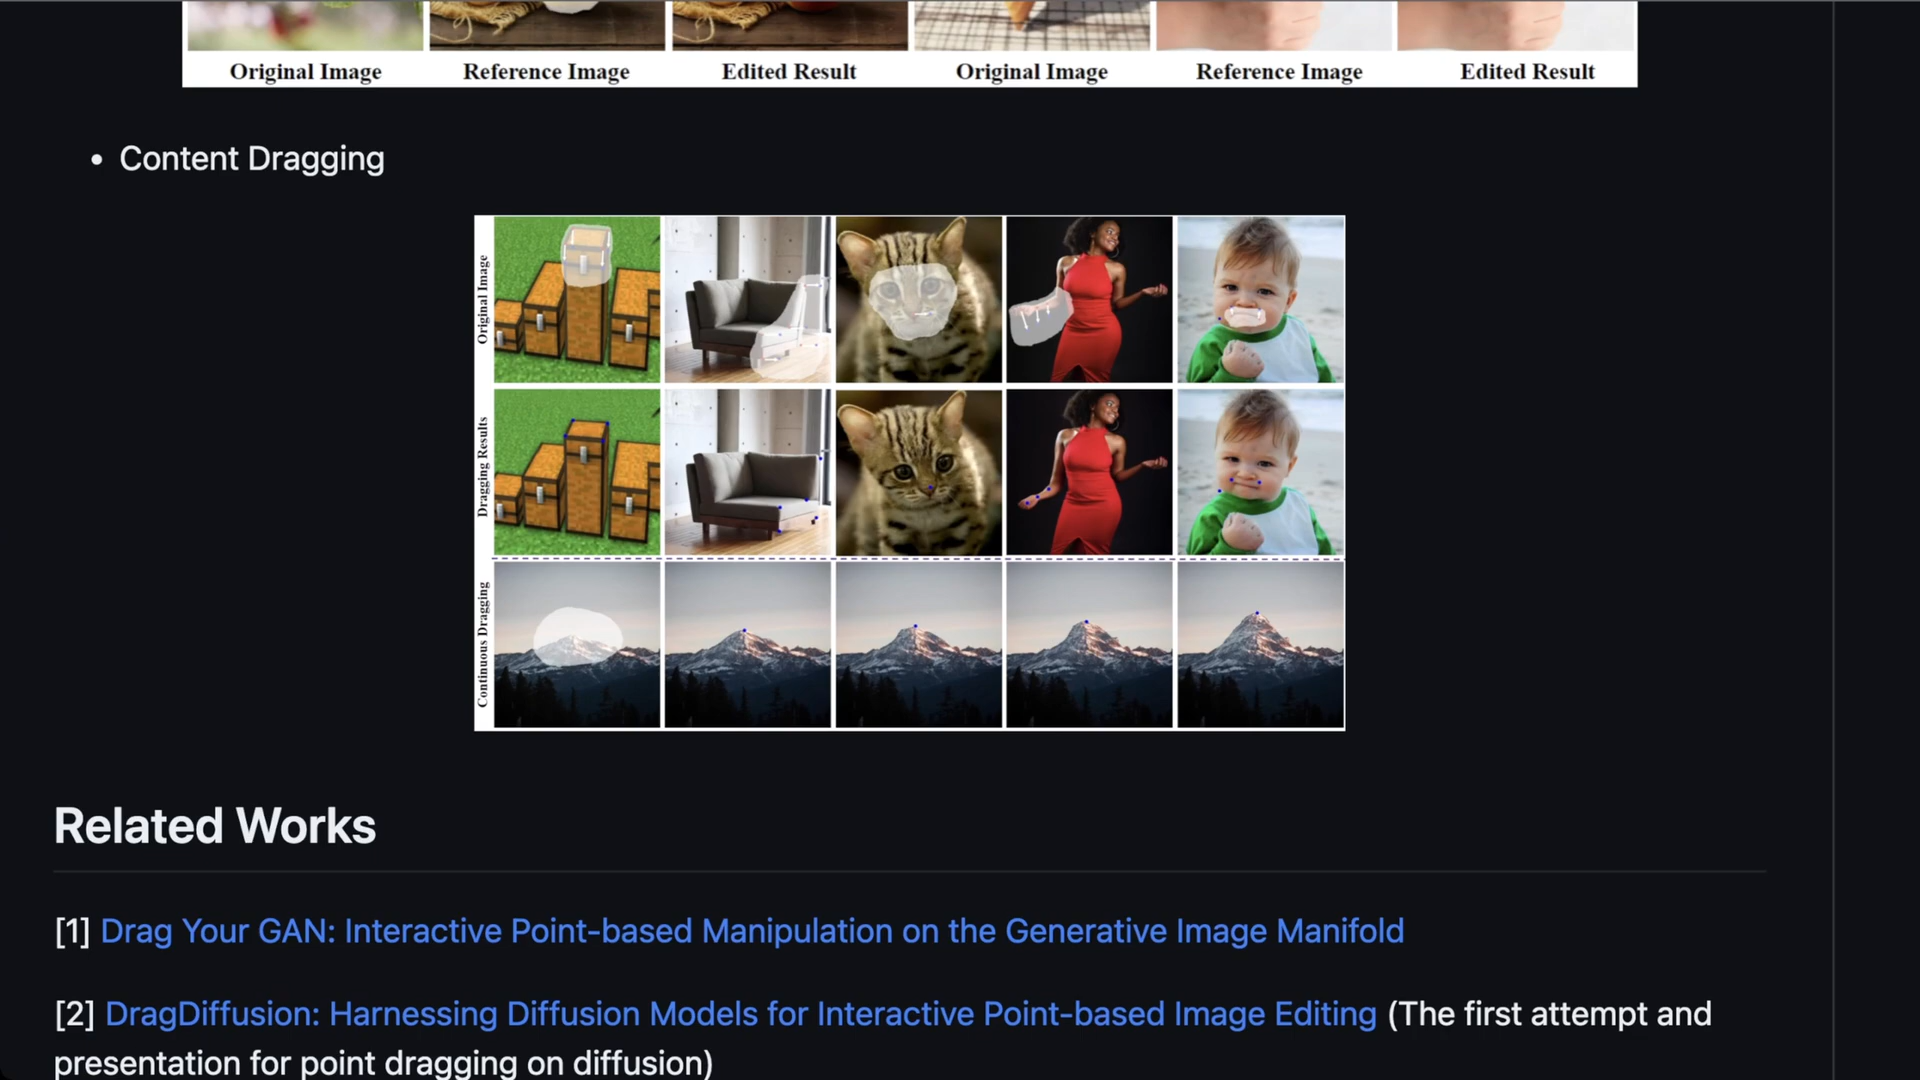 Original Image Reference Image Edited Result Original Image Reference Image Edited Result
• Content Dragging
Original Image
Dragging Results
Continuous Dragging
Related Works
[1] Drag Your GAN: Interactive Point-based Manipulation on the Generative Image Manifold
[2] DragDiffusion: Harnessing Diffusion Models for Interactive Point-based Image Editing (The first attempt and
presentation for point dragging on diffusion)